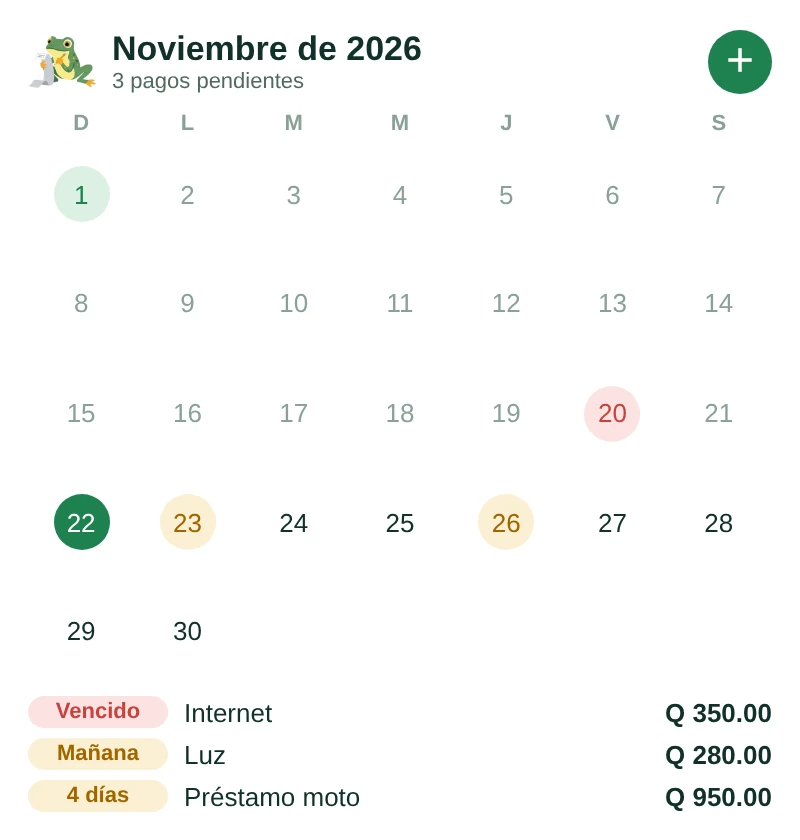 Noviembre de 2026
3 pagos pendientes
+
D L M M J V S
1 2 3 4 5 6 7
8 9 10 11 12 13 14
15 16 17 18 19 20 21
22 23 24 25 26 27 28
29 30
Vencido Internet Q 350.00
Mañana Luz Q 280.00
4 días Préstamo moto Q 950.00